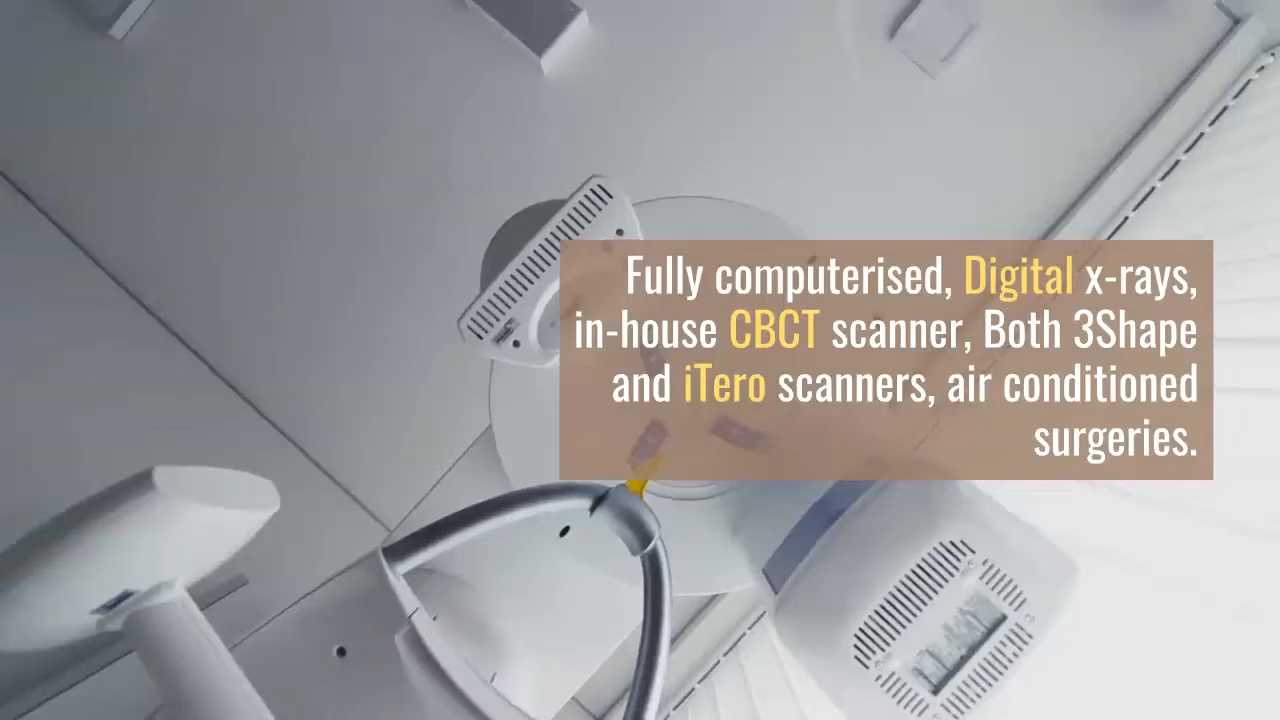 Fully computerised, Digital x-rays,
in-house CBCT scanner, Both 3Shape
and iTero scanners, air conditioned
surgeries.